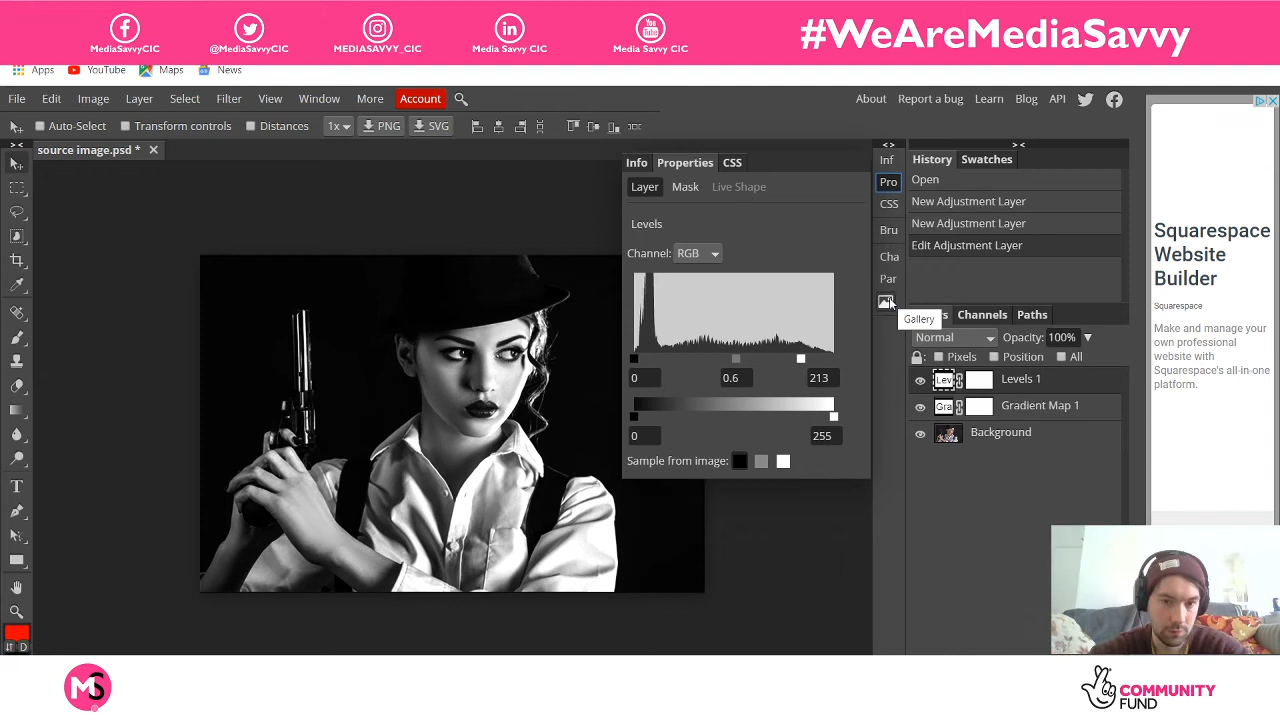 #WeAreMediaSavvy
MediaSavvyCIC
@MediaSavvyCIC
MEDIASAVVY_CIC
Media Savvy CIC
You
Tube
Media Savvy CIC
Apps YouTube Maps News
File Edit Image Layer Select Filter View Window More Account
About Report a bug Learn Blog API
Auto-Select Transform controls Distances 1x PNG SVG
source image.psd *
Info Properties CSS
Layer Mask Live Shape
Levels
Channel: RGB
0 0.6 213
0 255
Sample from image:
Inf
Pro
CSS
Bru
Cha
Par
Gallery
History Swatches
Open
New Adjustment Layer
New Adjustment Layer
Edit Adjustment Layer
Channels Paths
Normal Opacity: 100%
Pixels Position All
Lev Levels 1
Gra Gradient Map 1
Background
D
Squarespace
Website
Builder
Squarespace
Make and manage your
own professional
website with
Squarespace's all-in-one
platform.
MS
COMMUNITY
FUND